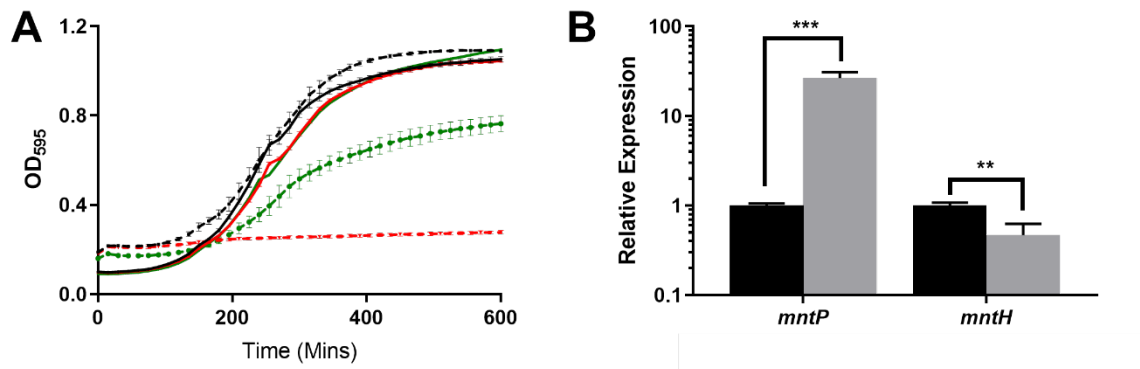 A
1.2
0.8
0.4
0.0
OD595
0
200
400
600
Time (Mins)
B
100
10
1
0.1
Relative Expression
***
**
mntP
mntH